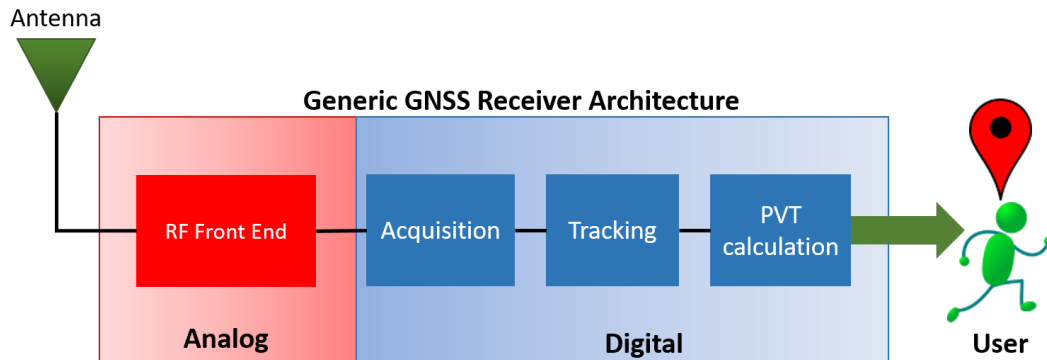 Antenna
Generic GNSS Receiver Architecture
RF Front End
Acquisition
Tracking
PVT
calculation
Analog
Digital
User